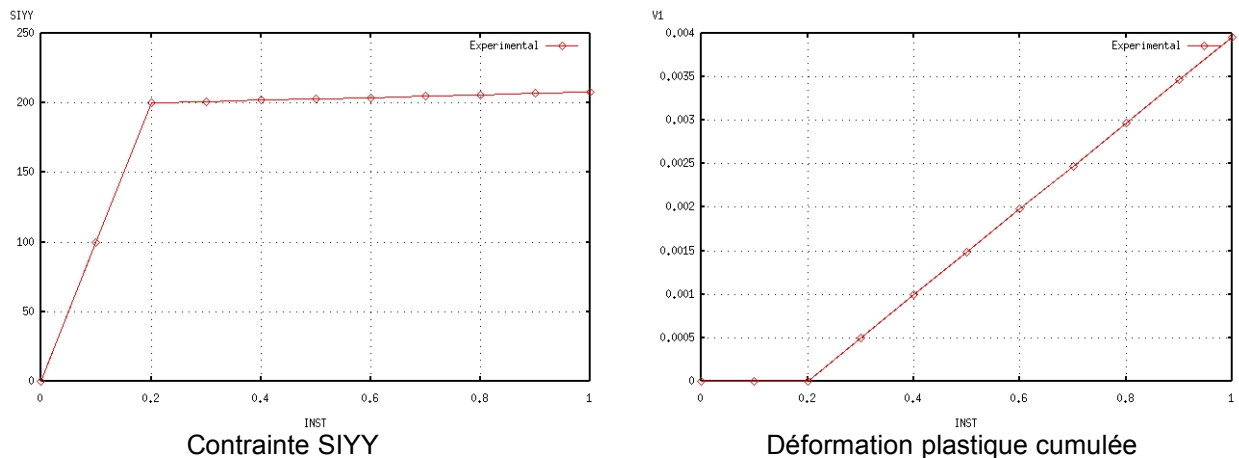 SIYY
250
200
150
100
50
0
0 0.2 0.4 0.6 0.8 1
INST
Experimental
Contrainte SIYY
V1
0.004
0.0035
0.003
0.0025
0.002
0.0015
0.001
0.0005
0
0 0.2 0.4 0.6 0.8 1
INST
Experimental
Déformation plastique cumulée